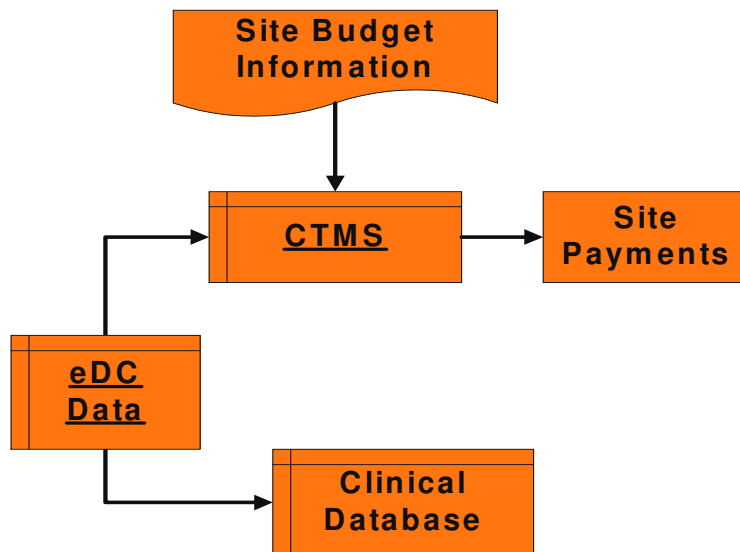 Site Budget
Information
CTMS
Site
Payments
eDC
Data
Clinical
Database